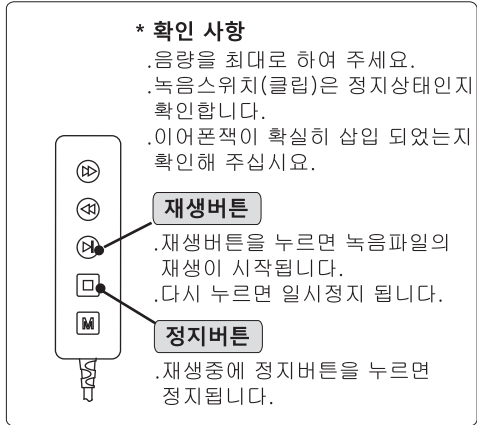 * 확인 사항
.음량을 최대로 하여 주세요.
.녹음스위치(클립)은 정지상태인지
확인합니다.
.이어폰잭이 확실히 삽입 되었는지
확인해 주십시요.
재생버튼
.재생버튼을 누르면 녹음파일의
재생이 시작됩니다.
.다시 누르면 일시정지 됩니다.
M
정지버튼
.재생중에 정지버튼을 누르면
정지됩니다.